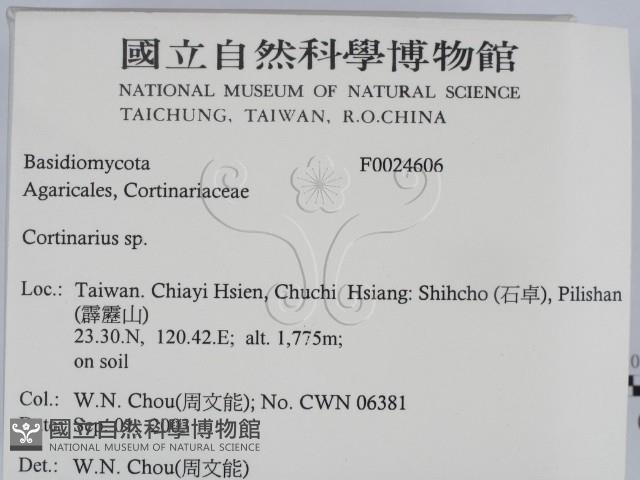 國立自然科學博物館
NATIONAL MUSEUM OF NATURAL SCIENCE
TAICHUNG, TAIWAN, R.O.CHINA
Basidiomycota F0024606
Agaricales, Cortinariaceae
Cortinarius sp.
Loc.: Taiwan. Chiayi Hsien, Chuchi Hsiang: Shihcho (石卓), Pilishan
(霹靂山)
23.30.N, 120.42.E; alt. 1,775m;
on soil
Col.: W.N. Chou(周文能); No. CWN 06381
Date: Sep. 2003
國立自然科學博物館
NATIONAL MUSEUM OF NATURAL SCIENCE
Det.: W.N. Chou(周文能)